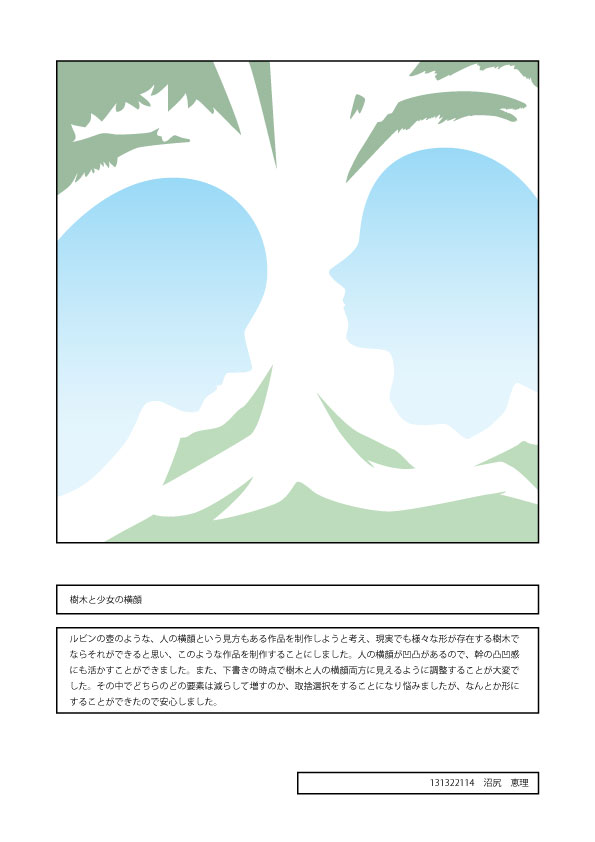 樹木と少女の横顔
ルビンの壺のような、人の横顔という見方もある作品を制作しようと考え、現実でも様々な形が存在する樹木で
ならそれができると思い、このような作品を制作することにしました。人の横顔が凹凸があるので、幹の凸凹感
にも活かすことができました。また、下書きの時点で樹木と人の横顔両方に見えるように調整することが大変で
した。その中でどちらのどの要素は減らして増すのか、取捨選択をすることになり悩みましたが、なんとか形に
することができたので安心しました。
131322114　沼尻　恵理